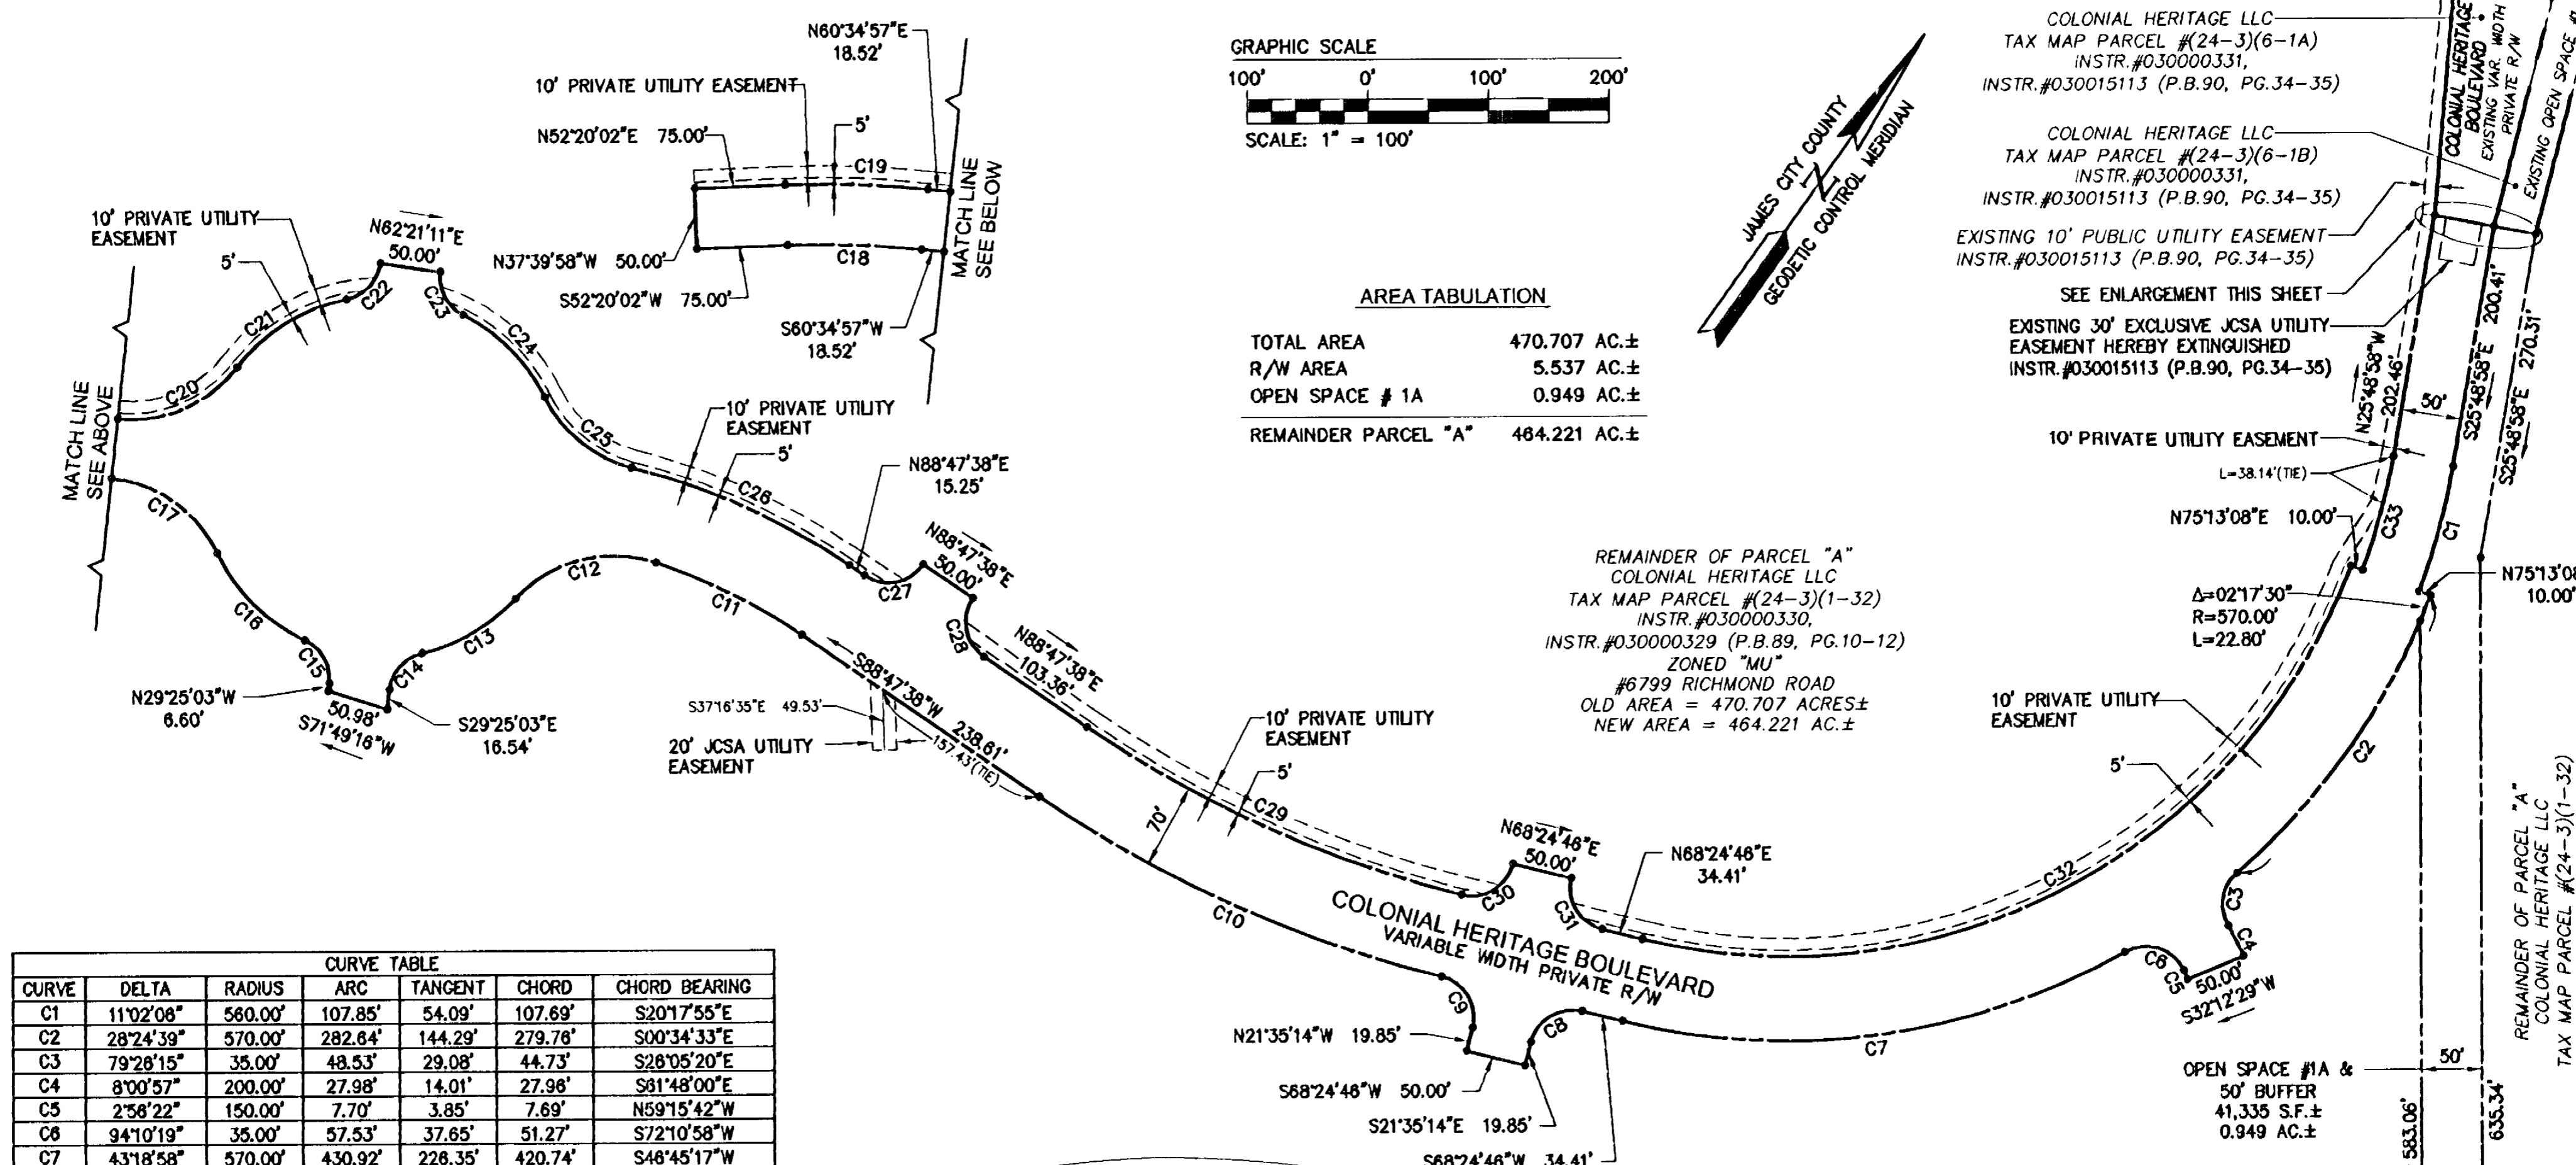 N60°34'57"E
18.52'
10' PRIVATE UTILITY EASEMENT
5'
N52°20'02"E 75.00'
C19
MATCH LINE
SEE BELOW
N37°39'58"W 50.00'
C18
S52°20'02"W 75.00'
S60°34'57"W
18.52'
10' PRIVATE UTILITY
EASEMENT
5'
N62°21'11"E
50.00'
C22
C21
C20
C23
C24
C25
MATCH LINE
SEE ABOVE
C17
C16
C15
C14
C13
C12
C11
N29°25'03"W
6.60'
50.98'
S71°49'16"W
S29°25'03"E
16.54'
10' PRIVATE UTILITY
EASEMENT
5'
C26
N88°47'38"E
15.25'
N88°47'38"E
50.00'
C27
C28
N88°47'38"E
103.36'
S88°47'38"W
238.61'
157.43'(TIE)
S37°16'35"E 49.53'
20' JCSA UTILITY
EASEMENT
10' PRIVATE UTILITY
EASEMENT
5'
C29
70'
C10
N68°24'46"E
50.00'
C30
C31
N68°24'46"E
34.41'
COLONIAL HERITAGE BOULEVARD
VARIABLE WIDTH PRIVATE R/W
C9
C8
N21°35'14"W 19.85'
S68°24'46"W 50.00'
S21°35'14"E 19.85'
S68°24'46"W 34.41'
C7
C32
GRAPHIC SCALE
100' 0' 100' 200'
SCALE: 1" = 100'
JAMES CITY COUNTY
GEODETIC CONTROL MERIDIAN
N
AREA TABULATION
TOTAL AREA 470.707 AC.±
R/W AREA 5.537 AC.±
OPEN SPACE # 1A 0.949 AC.±
REMAINDER PARCEL "A" 464.221 AC.±
REMAINDER OF PARCEL "A"
COLONIAL HERITAGE LLC
TAX MAP PARCEL #(24-3)(1-32)
INSTR.#030000330,
INSTR.#030000329 (P.B.89, PG.10-12)
ZONED "MU"
#6799 RICHMOND ROAD
OLD AREA = 470.707 ACRES±
NEW AREA = 464.221 AC.±
COLONIAL HERITAGE LLC
TAX MAP PARCEL #(24-3)(6-1A)
INSTR.#030000331,
INSTR.#030015113 (P.B.90, PG.34-35)
COLONIAL HERITAGE LLC
TAX MAP PARCEL #(24-3)(6-1B)
INSTR.#030000331,
INSTR.#030015113 (P.B.90, PG.34-35)
EXISTING 10' PUBLIC UTILITY EASEMENT
INSTR.#030015113 (P.B.90, PG.34-35)
SEE ENLARGEMENT THIS SHEET
EXISTING 30' EXCLUSIVE JCSA UTILITY
EASEMENT HEREBY EXTINGUISHED
INSTR.#030015113 (P.B.90, PG.34-35)
COLONIAL HERITAGE
BOULEVARD
EXISTING VAR. WIDTH
PRIVATE R/W
EXISTING OPEN SPACE #
N25°48'58"W
202.46'
50'
S25°48'58"E 200.41'
S25°48'58"E 270.31'
10' PRIVATE UTILITY EASEMENT
L=38.14'(TIE)
N75°13'08"E 10.00'
C33
C1
N75°13'08
10.00'
Δ=02°17'30"
R=570.00'
L=22.80'
10' PRIVATE UTILITY
EASEMENT
5'
C2
C3
C4
C6
C5
50.00'
S32°12'29"W
OPEN SPACE #1A &
50' BUFFER
41,335 S.F.±
0.949 AC.±
50'
583.06'
635.34'
REMAINDER OF PARCEL "A"
COLONIAL HERITAGE LLC
TAX MAP PARCEL #(24-3)(1-32)
CURVE TABLE
CURVE DELTA RADIUS ARC TANGENT CHORD CHORD BEARING
C1 11°02'06" 560.00' 107.85' 54.09' 107.69' S20°17'55"E
C2 28°24'39" 570.00' 282.64' 144.29' 279.76' S00°34'33"E
C3 79°26'15" 35.00' 48.53' 29.08' 44.73' S26°05'20"E
C4 8°00'57" 200.00' 27.98' 14.01' 27.96' S61°48'00"E
C5 2°56'22" 150.00' 7.70' 3.85' 7.69' N59°15'42"W
C6 94°10'19" 35.00' 57.53' 37.65' 51.27' S72°10'58"W
C7 43°18'58" 570.00' 430.92' 226.35' 420.74' S46°45'17"W